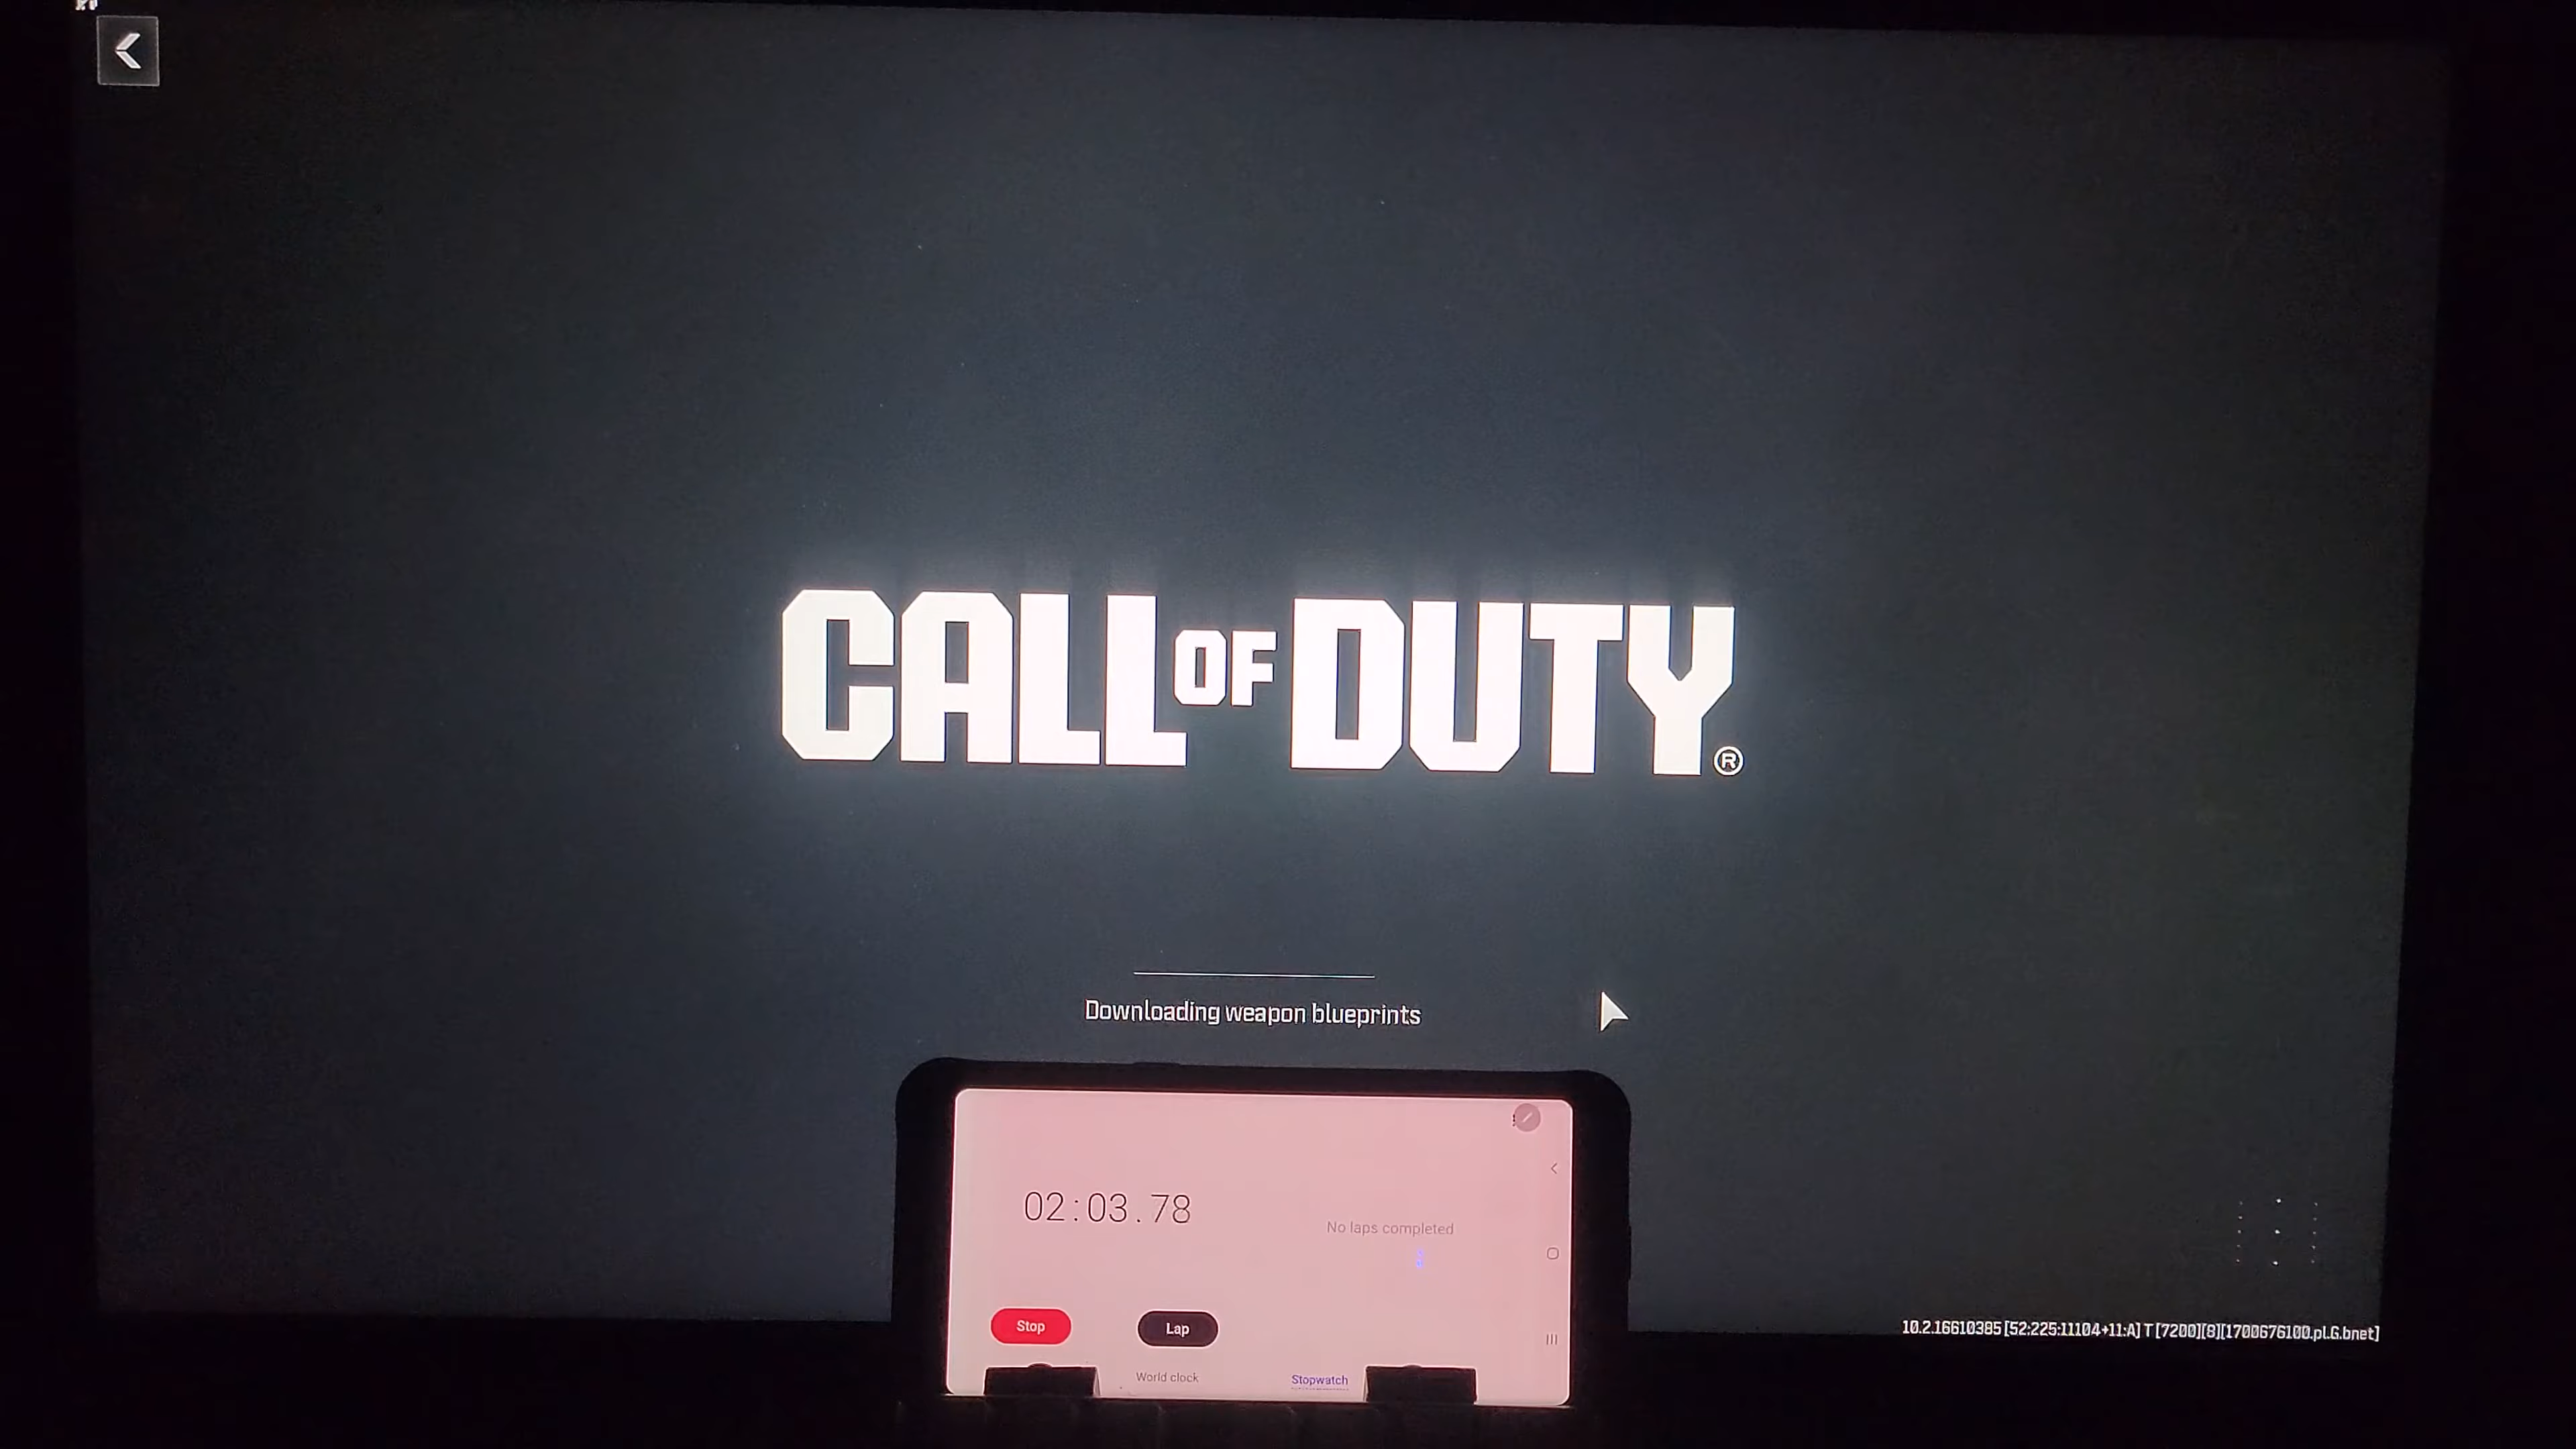 CALL OF DUTY®
Downloading weapon blueprints
02:03.78
No laps completed
Stop
Lap
World clock
Stopwatch
10.2.16610385 [52:225:11104+11:A] T [7200][8][1700676100.pl.G.bnet]